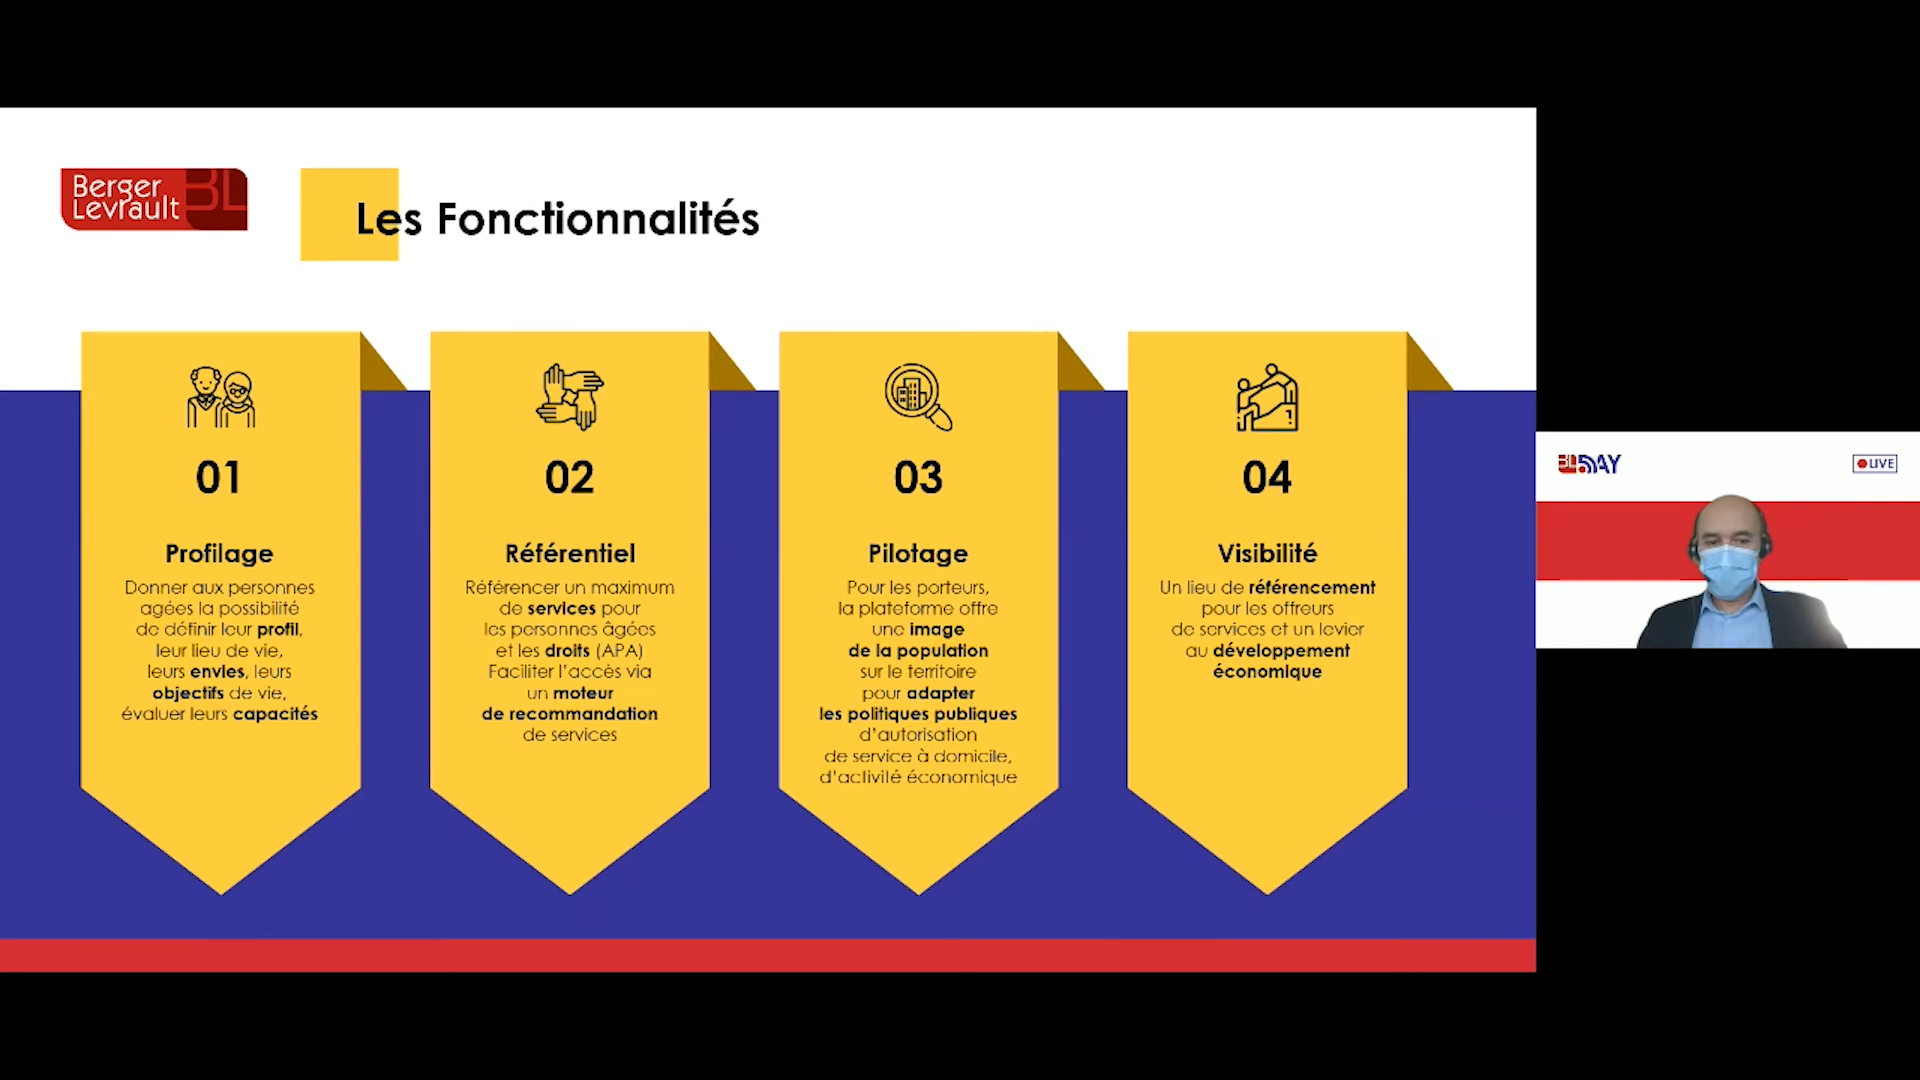 Berger
Levrault
BL
Les Fonctionnalités
01
Profilage
Donner aux personnes
agées la possibilité
de définir leur profil,
leur lieu de vie,
leurs envies, leurs
objectifs de vie,
évaluer leurs capacités
02
Référentiel
Référencer un maximum
de services pour
les personnes âgées
et les droits (APA)
Faciliter l'accès via
un moteur
de recommandation
de services
03
Pilotage
Pour les porteurs,
la plateforme offre
une image
de la population
sur le territoire
pour adapter
les politiques publiques
d'autorisation
de service à domicile,
d'activité économique
1
04
Visibilité
Un lieu de référencement
pour les offreurs
de services et un levier
au développement
économique
BL DAY
LIVE